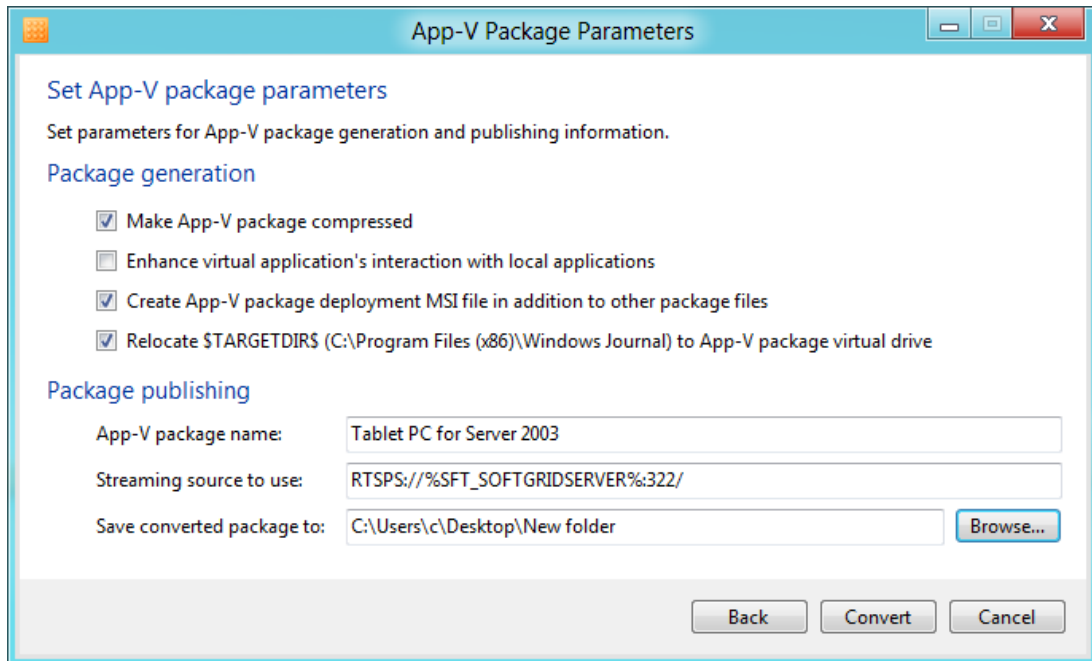 App-V Package Parameters
Set App-V package parameters
Set parameters for App-V package generation and publishing information.
Package generation
Make App-V package compressed
Enhance virtual application's interaction with local applications
Create App-V package deployment MSI file in addition to other package files
Relocate $TARGETDIR$ (C:\Program Files (x86)\Windows Journal) to App-V package virtual drive
Package publishing
App-V package name: Tablet PC for Server 2003
Streaming source to use: RTSPS://%SFT_SOFTGRIDSERVER%:322/
Save converted package to: C:\Users\c\Desktop\New folder Browse...
Back Convert Cancel